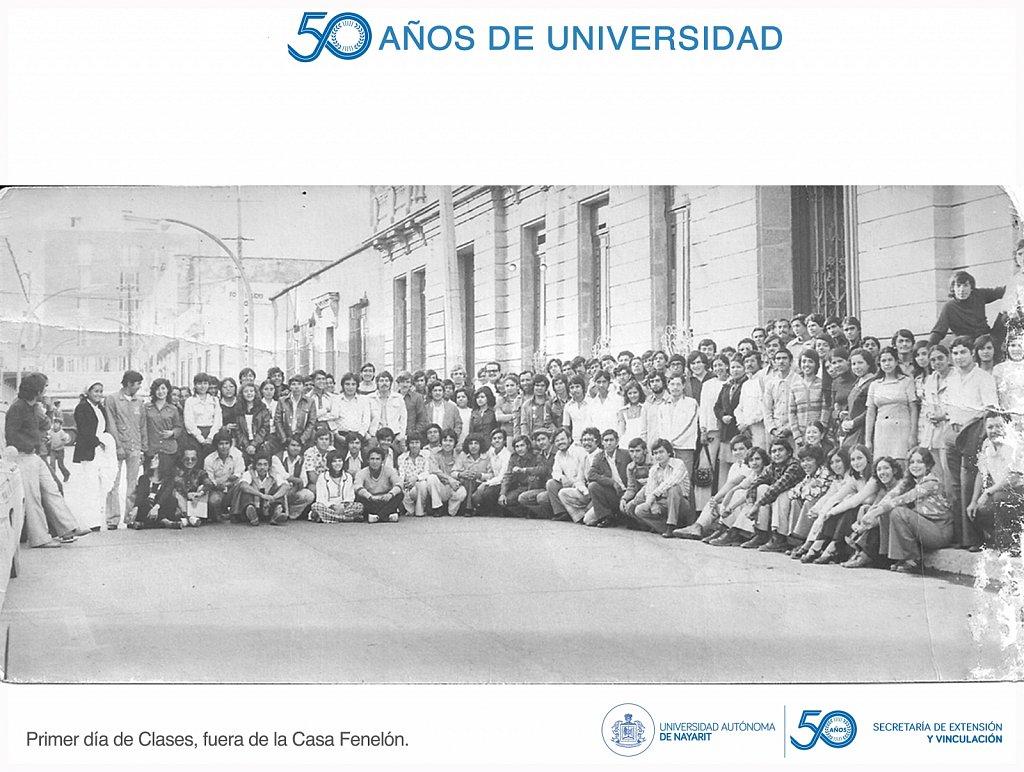 50 AÑOS DE UNIVERSIDAD
Primer día de Clases, fuera de la Casa Fenelón.
UNIVERSIDAD AUTÓNOMA
DE NAYARIT
50
AÑOS
SECRETARÍA DE EXTENSIÓN
Y VINCULACIÓN